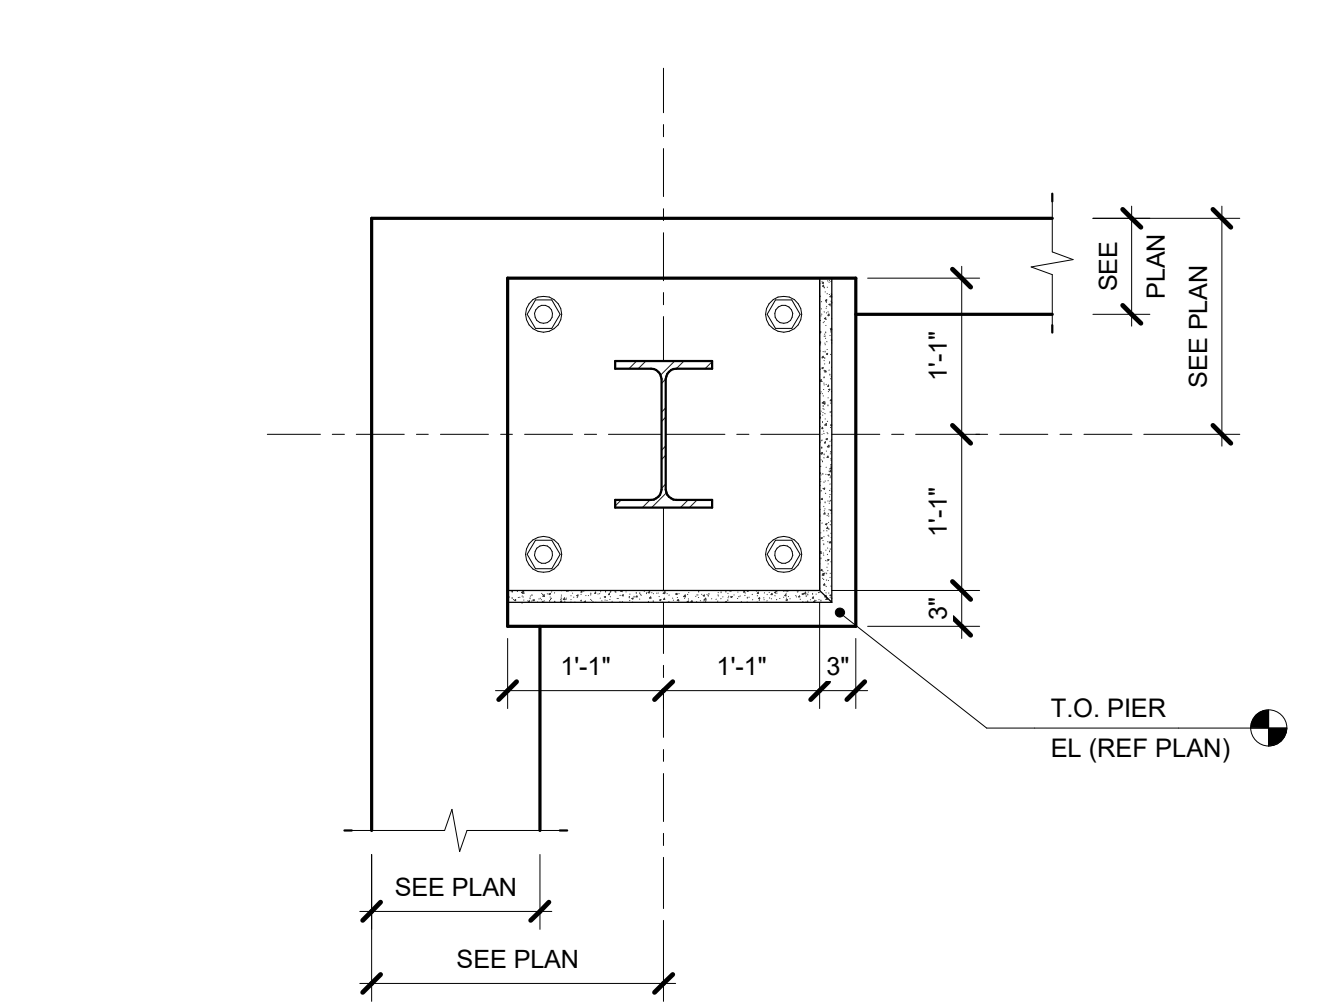 SEE
PLAN
SEE PLAN
1'-1"
1'-1"
3"
1'-1"
1'-1"
3"
T.O. PIER
EL (REF PLAN)
SEE PLAN
SEE PLAN